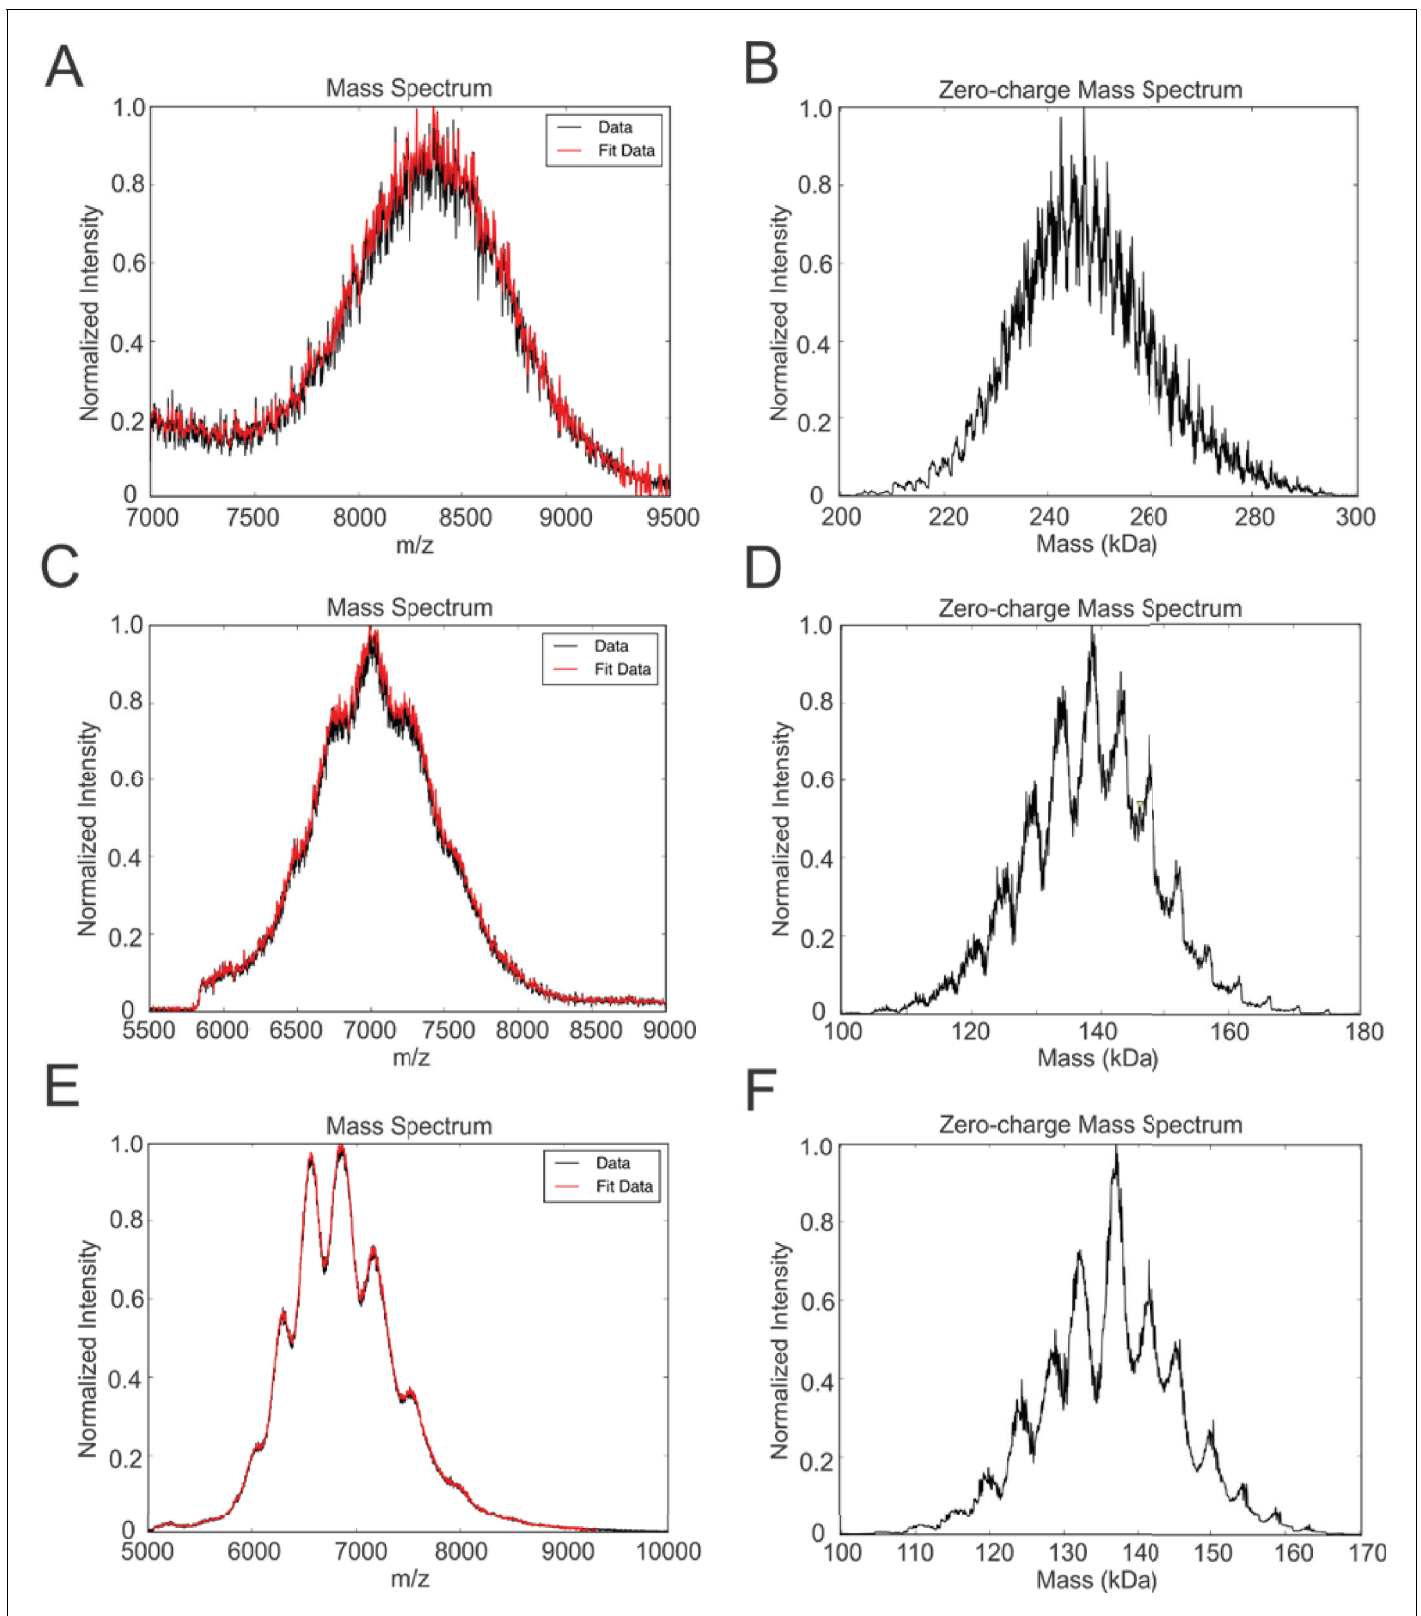 A
Mass Spectrum
Data
Fit Data
Normalized Intensity
1.0
0.8
0.6
0.4
0.2
0
7000 7500 8000 8500 9000 9500
m/z
B
Zero-charge Mass Spectrum
Normalized Intensity
1.0
0.8
0.6
0.4
0.2
0
200 220 240 260 280 300
Mass (kDa)
C
Mass Spectrum
Data
Fit Data
Normalized Intensity
1.0
0.8
0.6
0.4
0.2
0
5500 6000 6500 7000 7500 8000 8500 9000
m/z
D
Zero-charge Mass Spectrum
Normalized Intensity
1.0
0.8
0.6
0.4
0.2
0
100 120 140 160 180
Mass (kDa)
E
Mass Spectrum
Data
Fit Data
Normalized Intensity
1.0
0.8
0.6
0.4
0.2
0
5000 6000 7000 8000 9000 10000
m/z
F
Zero-charge Mass Spectrum
Normalized Intensity
1.0
0.8
0.6
0.4
0.2
0
100 110 120 130 140 150 160 170
Mass (kDa)